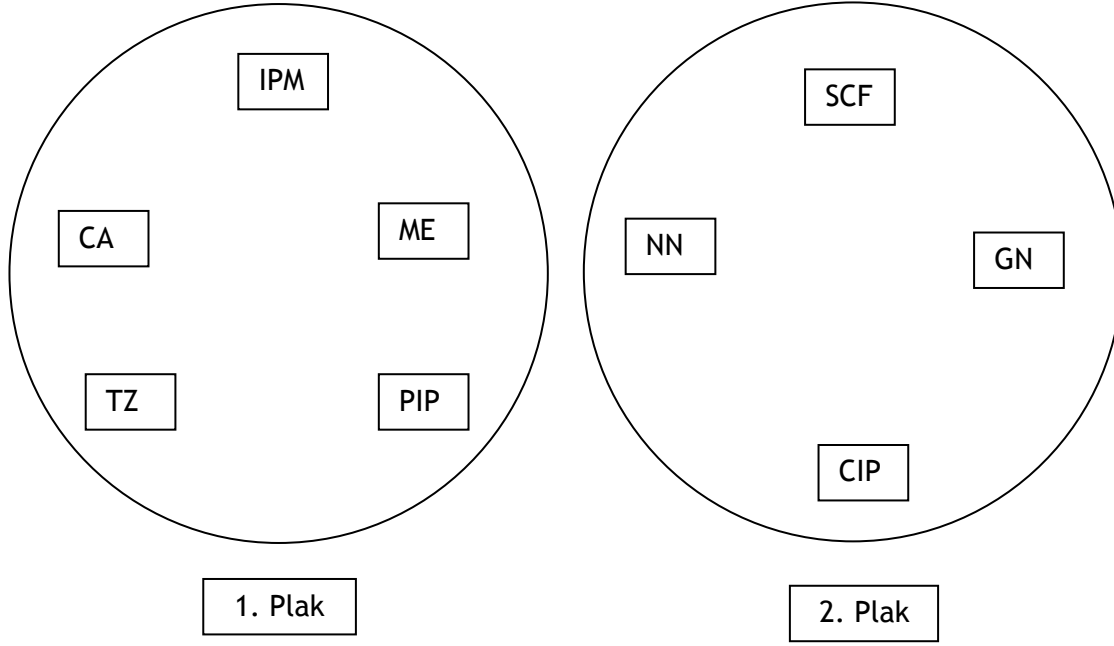 IPM
CA
ME
TZ
PIP
1. Plak
SCF
NN
GN
CIP
2. Plak